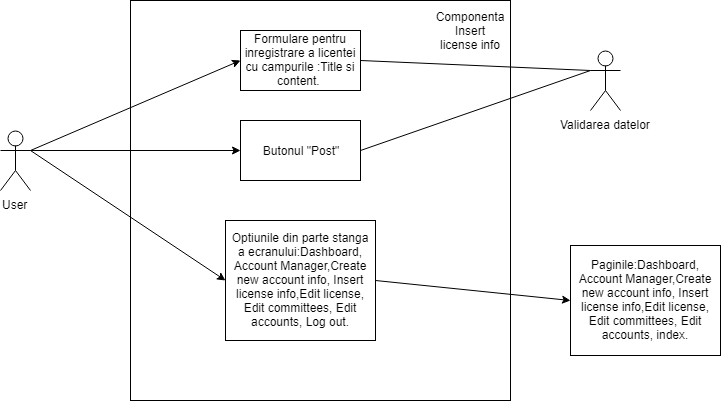 Componenta
Insert
license info
Formulare pentru
inregistrare a licentei
cu campurile :Title si
content.
Validarea datelor
Butonul "Post"
User
Optiunile din parte stanga
a ecranului:Dashboard,
Account Manager,Create
new account info, Insert
license info,Edit license,
Edit committees, Edit
accounts, Log out.
Paginile:Dashboard,
Account Manager,Create
new account info, Insert
license info,Edit license,
Edit committees, Edit
accounts, index.